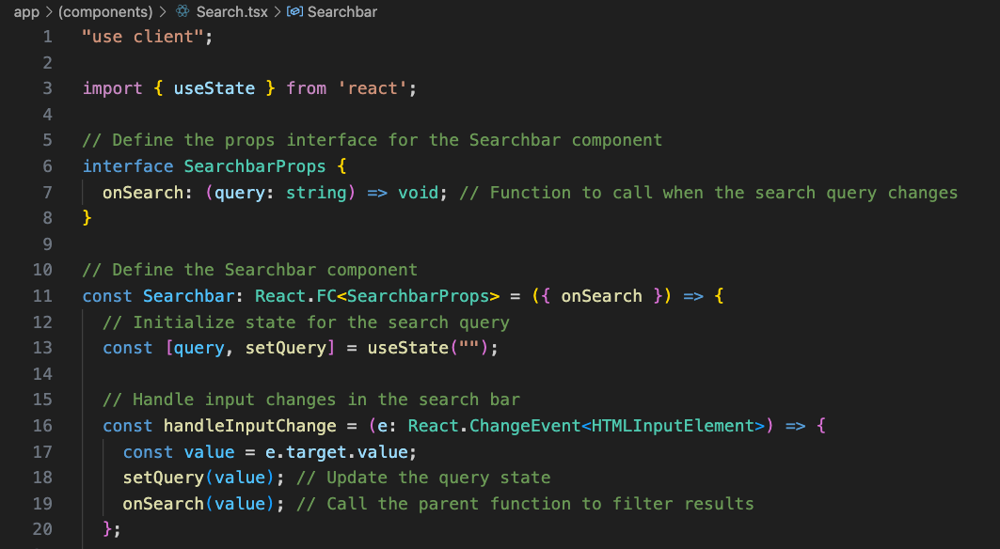 app > (components) > Search.tsx > Searchbar
1 "use client";
2
3 import { useState } from 'react';
4
5 // Define the props interface for the Searchbar component
6 interface SearchbarProps {
7   onSearch: (query: string) => void; // Function to call when the search query changes
8 }
9
10 // Define the Searchbar component
11 const Searchbar: React.FC<SearchbarProps> = ({ onSearch }) => {
12   // Initialize state for the search query
13   const [query, setQuery] = useState("");
14
15   // Handle input changes in the search bar
16   const handleInputChange = (e: React.ChangeEvent<HTMLInputElement>) => {
17     const value = e.target.value;
18     setQuery(value); // Update the query state
19     onSearch(value); // Call the parent function to filter results
20   };